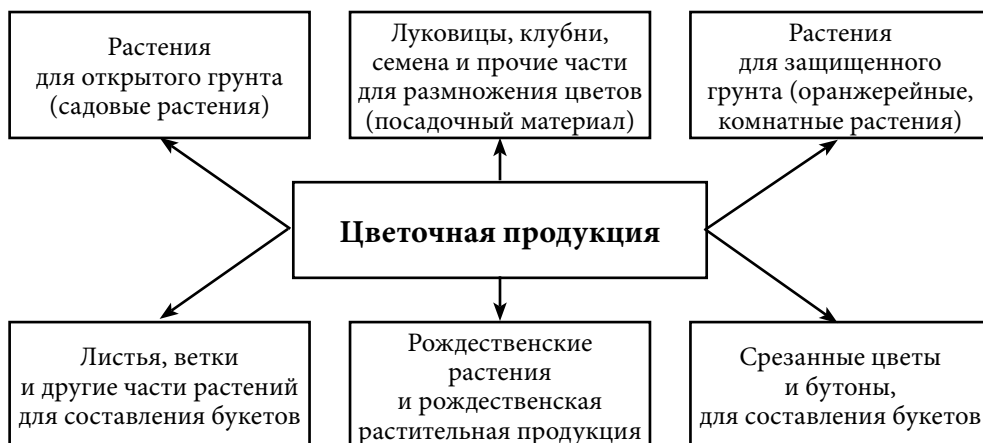 Растения
для открытого грунта
(садовые растения)
Луковицы, клубни,
семена и прочие части
для размножения цветов
(посадочный материал)
Растения
для защищенного
грунта (оранжерейные,
комнатные растения)
Цветочная продукция
Листья, ветки
и другие части растений
для составления букетов
Рождественские
растения
и рождественская
растительная продукция
Срезанные цветы
и бутоны,
для составления букетов